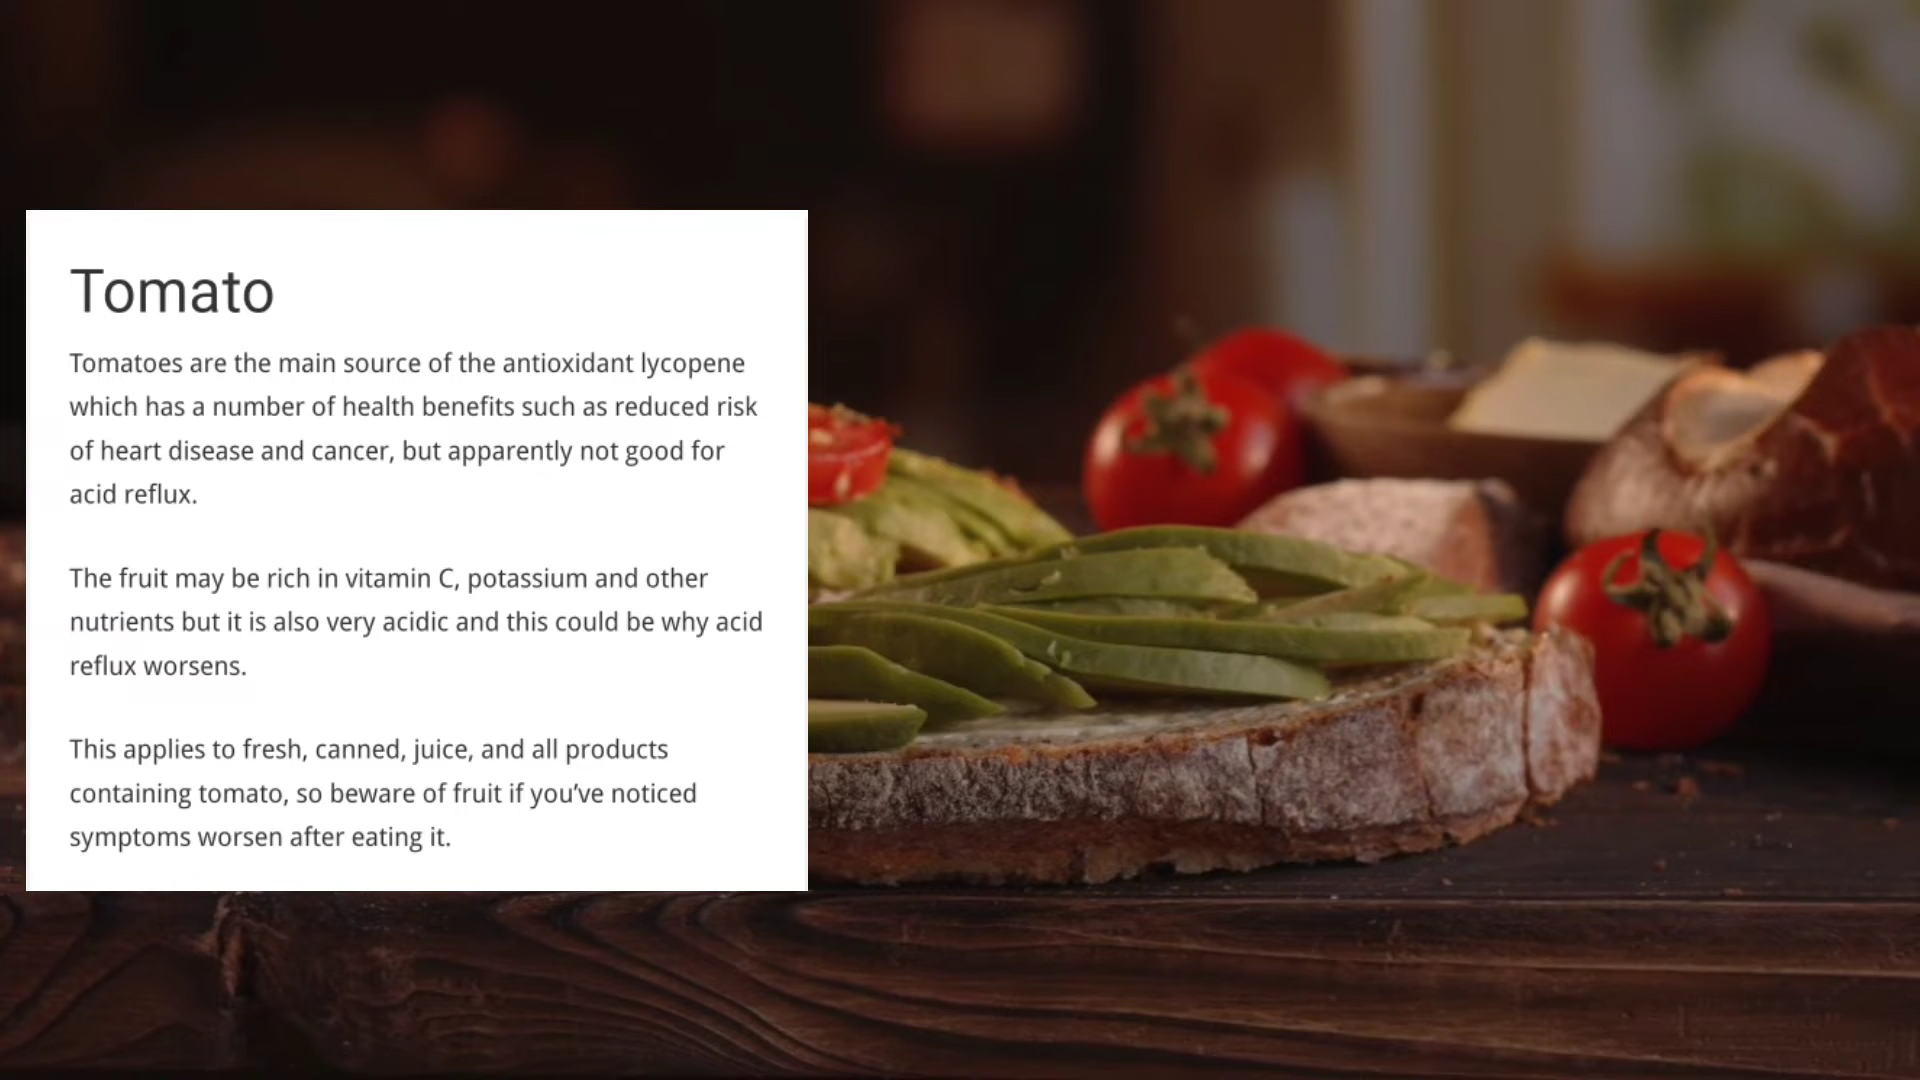 Tomato
Tomatoes are the main source of the antioxidant lycopene
which has a number of health benefits such as reduced risk
of heart disease and cancer, but apparently not good for
acid reflux.
The fruit may be rich in vitamin C, potassium and other
nutrients but it is also very acidic and this could be why acid
reflux worsens.
This applies to fresh, canned, juice, and all products
containing tomato, so beware of fruit if you’ve noticed
symptoms worsen after eating it.